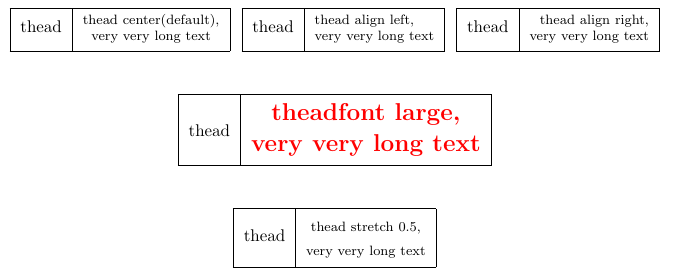 thead
thead center(default),
very very long text
thead
thead align left,
very very long text
thead
thead align right,
very very long text
thead
theadfont large,
very very long text
thead
thead stretch 0.5,
very very long text